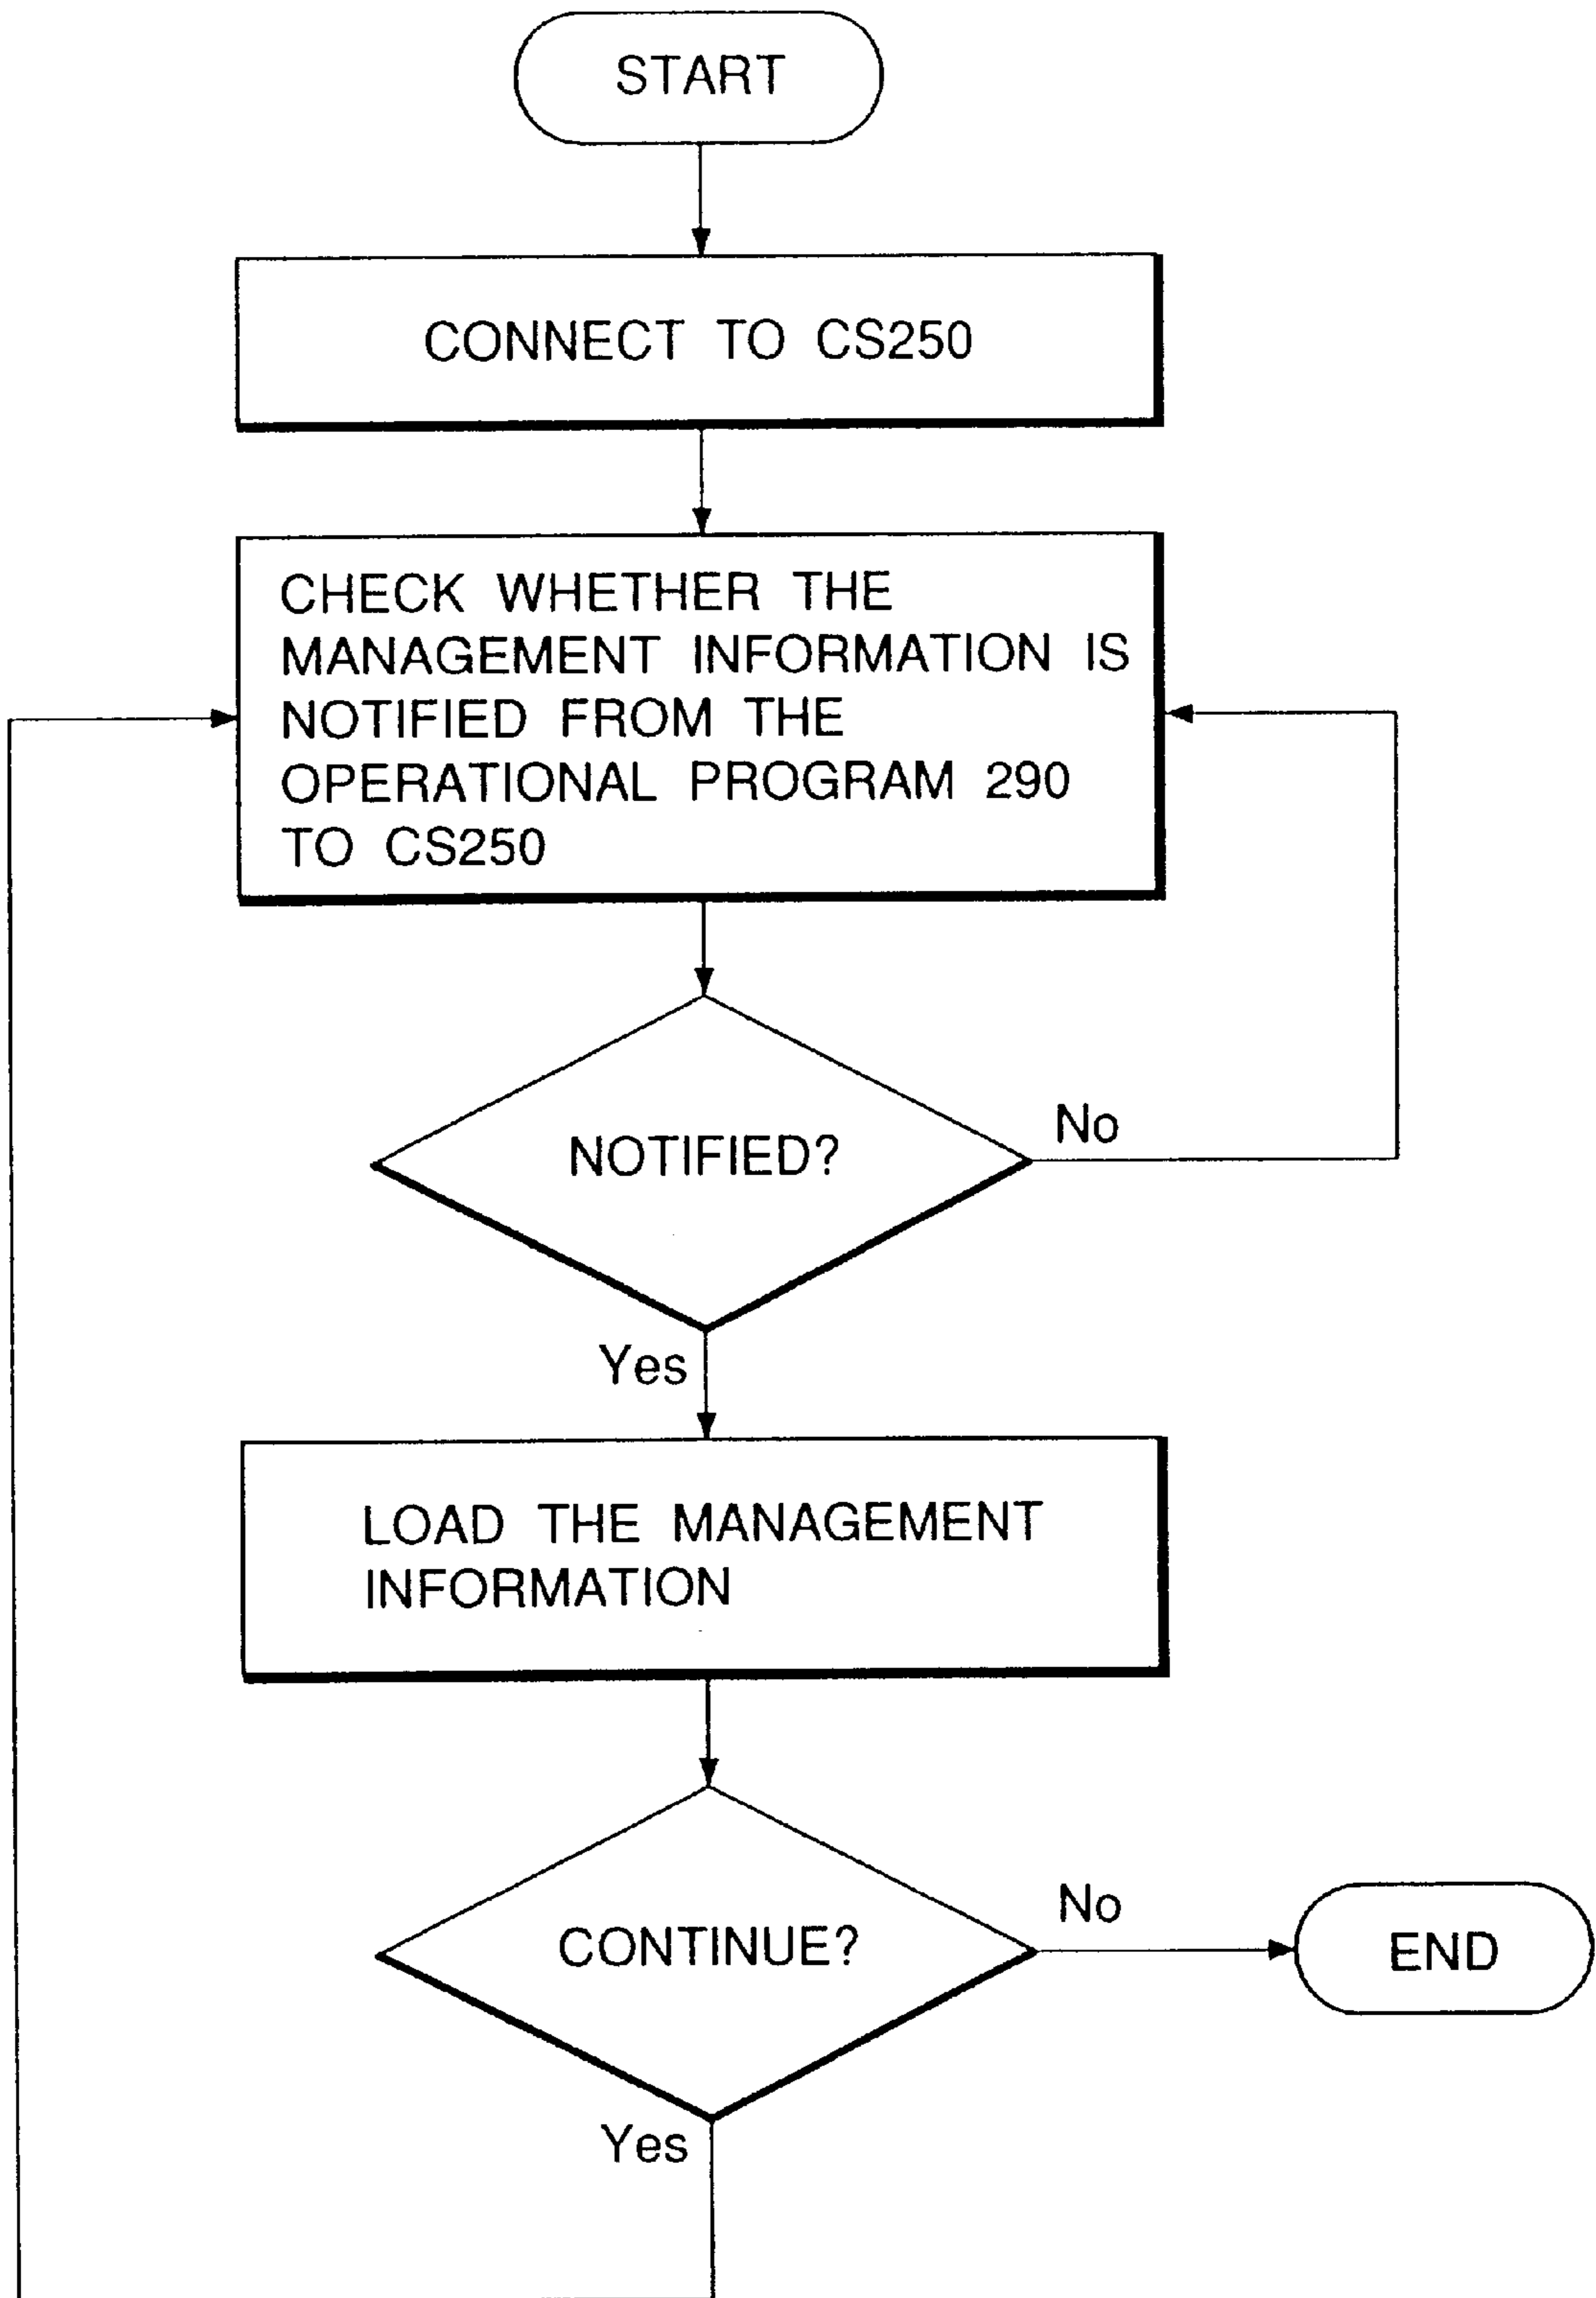 START
CONNECT TO CS250
CHECK WHETHER THE
MANAGEMENT INFORMATION IS
NOTIFIED FROM THE
OPERATIONAL PROGRAM 290
TO CS250
NOTIFIED?
No
Yes
LOAD THE MANAGEMENT
INFORMATION
CONTINUE?
No
END
Yes